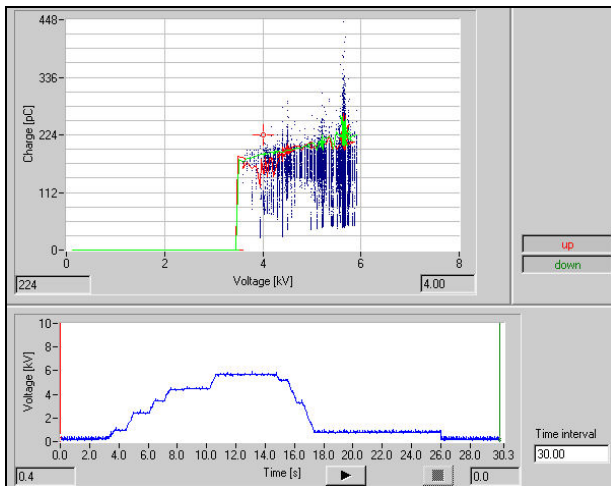 448
336
224
112
0
Charge [pC]
0 2 4 6 8
224
Voltage [kV]
4.00
up
down
10
8
6
4
2
0
Voltage [kV]
0.0 2.0 4.0 6.0 8.0 10.0 12.0 14.0 16.0 18.0 20.0 22.0 24.0 26.0 28.0 30.3
0.4
Time [s]
0.0
Time interval
30.00